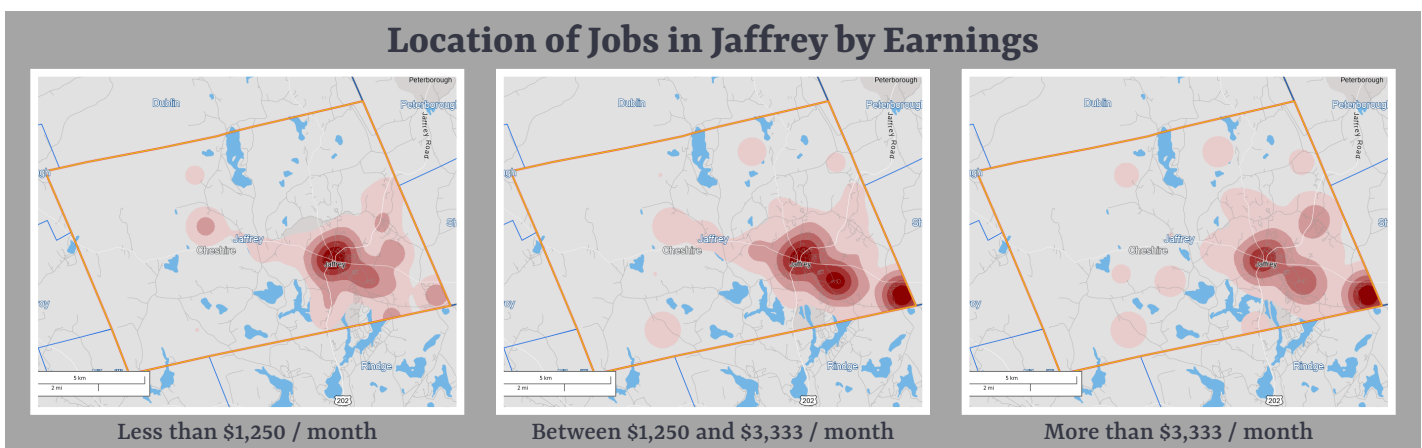 Location of Jobs in Jaffrey by Earnings
Peterborough
Dublin
Jaffrey Road
Jaffrey
Cheshire
Jaffrey
Rindge
5 km
2 mi
202
Less than $1,250 / month
Peterborough
Dublin
Jaffrey Road
Jaffrey
Cheshire
Jaffrey
Rindge
5 km
2 mi
202
Between $1,250 and $3,333 / month
Peterborough
Dublin
Jaffrey Road
Jaffrey
Cheshire
Jaffrey
Rindge
5 km
2 mi
202
More than $3,333 / month